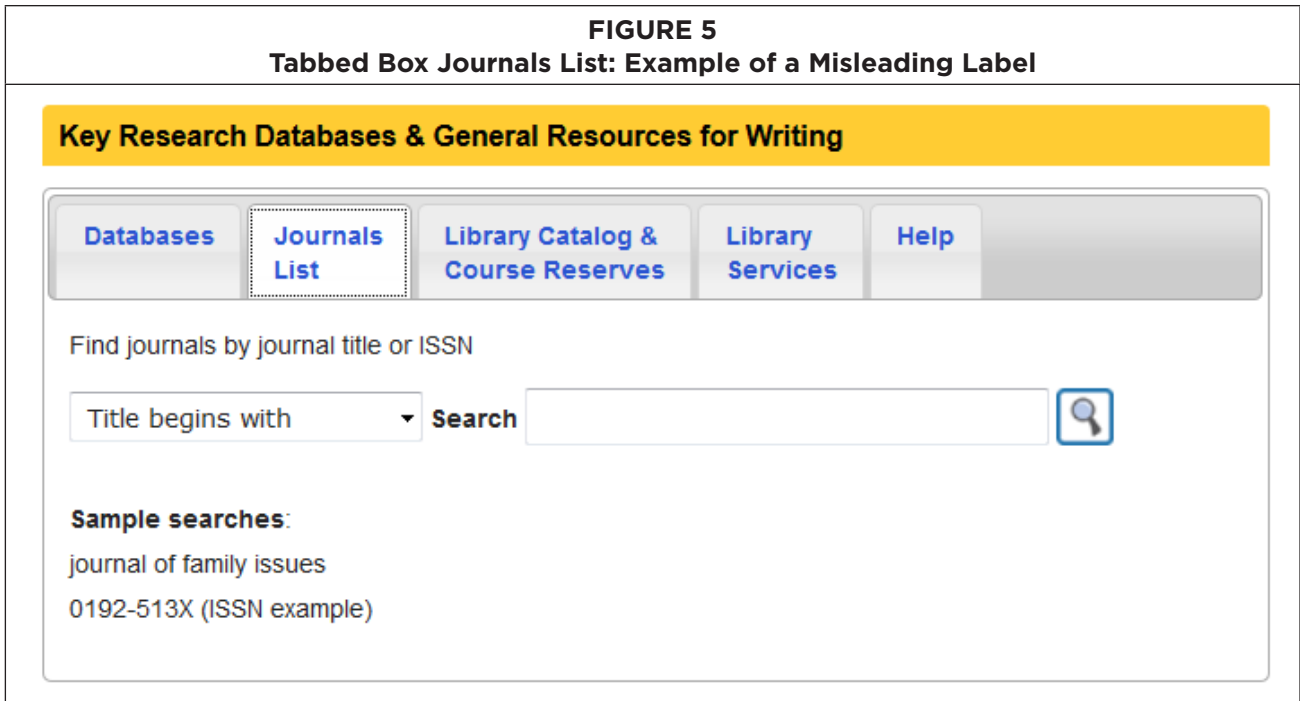 FIGURE 5
Tabbed Box Journals List: Example of a Misleading Label
Key Research Databases & General Resources for Writing
Databases
Journals
List
Library Catalog &
Course Reserves
Library
Services
Help
Find journals by journal title or ISSN
Title begins with
Search
Sample searches:
journal of family issues
0192-513X (ISSN example)